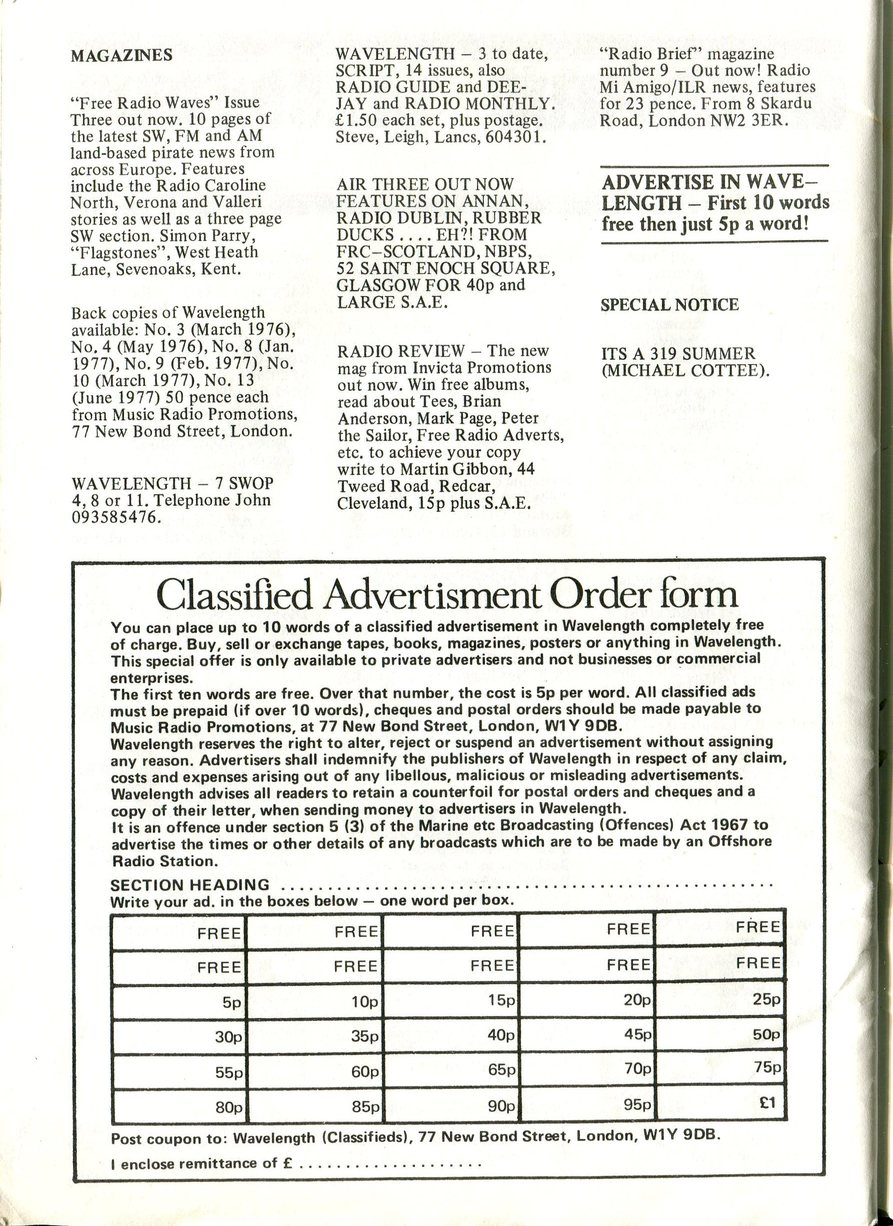 MAGAZINES
“Free Radio Waves” Issue
Three out now. 10 pages of
the latest SW, FM and AM
land-based pirate news from
across Europe. Features
include the Radio Caroline
North, Verona and Valleri
stories as well as a three page
SW section. Simon Parry,
“Flagstones”, West Heath
Lane, Sevenoaks, Kent.
Back copies of Wavelength
available: No. 3 (March 1976),
No. 4 (May 1976), No. 8 (Jan.
1977), No. 9 (Feb. 1977), No.
10 (March 1977), No. 13
(June 1977) 50 pence each
from Music Radio Promotions,
77 New Bond Street, London.
WAVELENGTH – 7 SWOP
4, 8 or 11. Telephone John
093585476.
WAVELENGTH – 3 to date,
SCRIPT, 14 issues, also
RADIO GUIDE and DEE-
JAY and RADIO MONTHLY.
£1.50 each set, plus postage.
Steve, Leigh, Lancs, 604301.
AIR THREE OUT NOW
FEATURES ON ANNAN,
RADIO DUBLIN, RUBBER
DUCKS . . . . EH?! FROM
FRC–SCOTLAND, NBPS,
52 SAINT ENOCH SQUARE,
GLASGOW FOR 40p and
LARGE S.A.E.
RADIO REVIEW – The new
mag from Invicta Promotions
out now. Win free albums,
read about Tees, Brian
Anderson, Mark Page, Peter
the Sailor, Free Radio Adverts,
etc. to achieve your copy
write to Martin Gibbon, 44
Tweed Road, Redcar,
Cleveland, 15p plus S.A.E.
“Radio Brief” magazine
number 9 – Out now! Radio
Mi Amigo/ILR news, features
for 23 pence. From 8 Skardu
Road, London NW2 3ER.
ADVERTISE IN WAVE–
LENGTH – First 10 words
free then just 5p a word!
SPECIAL NOTICE
ITS A 319 SUMMER
(MICHAEL COTTEE).
Classified Advertisment Order form
You can place up to 10 words of a classified advertisement in Wavelength completely free
of charge. Buy, sell or exchange tapes, books, magazines, posters or anything in Wavelength.
This special offer is only available to private advertisers and not businesses or commercial
enterprises.
The first ten words are free. Over that number, the cost is 5p per word. All classified ads
must be prepaid (if over 10 words), cheques and postal orders should be made payable to
Music Radio Promotions, at 77 New Bond Street, London, W1Y 9DB.
Wavelength reserves the right to alter, reject or suspend an advertisement without assigning
any reason. Advertisers shall indemnify the publishers of Wavelength in respect of any claim,
costs and expenses arising out of any libellous, malicious or misleading advertisements.
Wavelength advises all readers to retain a counterfoil for postal orders and cheques and a
copy of their letter, when sending money to advertisers in Wavelength.
It is an offence under section 5 (3) of the Marine etc Broadcasting (Offences) Act 1967 to
advertise the times or other details of any broadcasts which are to be made by an Offshore
Radio Station.
SECTION HEADING . . . . . . . . . . . . . . . . . . . . . . . . . . . . . . . . . . . . . . . . . . . . . . . . . . . . .
Write your ad. in the boxes below – one word per box.
FREE FREE FREE FREE FREE
FREE FREE FREE FREE FREE
5p 10p 15p 20p 25p
30p 35p 40p 45p 50p
55p 60p 65p 70p 75p
80p 85p 90p 95p £1
Post coupon to: Wavelength (Classifieds), 77 New Bond Street, London, W1Y 9DB.
I enclose remittance of £ . . . . . . . . . . . . . . . . . . . .